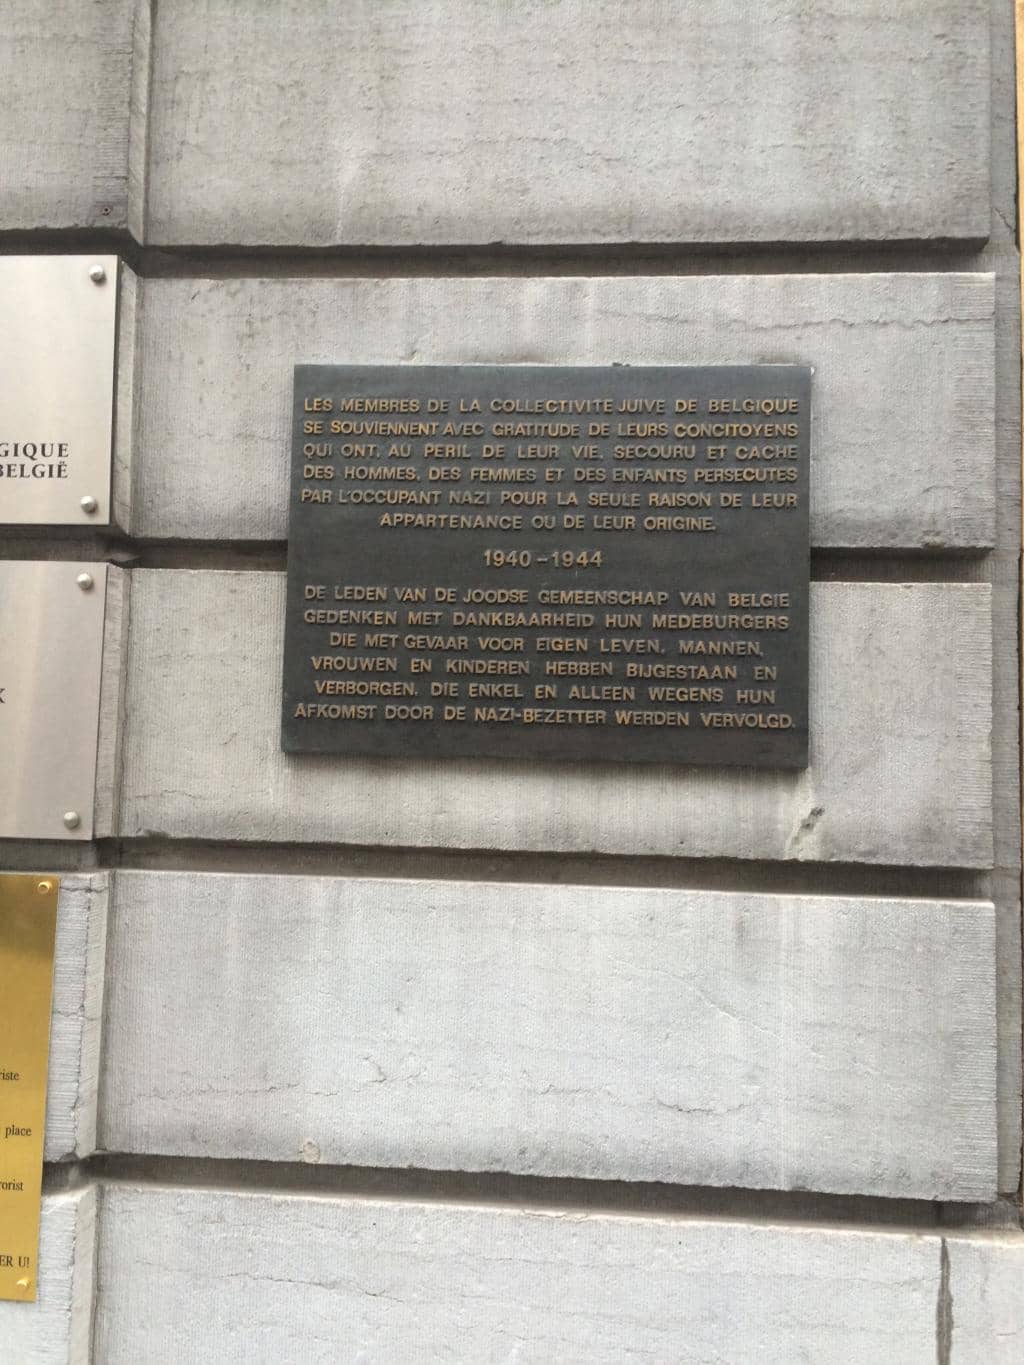 GIQUE
BELGIË
K
LES MEMBRES DE LA COLLECTIVITE JUIVE DE BELGIQUE
SE SOUVIENNENT AVEC GRATITUDE DE LEURS CONCITOYENS
QUI ONT, AU PERIL DE LEUR VIE, SECOURU ET CACHE
DES HOMMES, DES FEMMES ET DES ENFANTS PERSECUTES
PAR L'OCCUPANT NAZI POUR LA SEULE RAISON DE LEUR
APPARTENANCE OU DE LEUR ORIGINE.
1940-1944
DE LEDEN VAN DE JOODSE GEMEENSCHAP VAN BELGIE
GEDENKEN MET DANKBAARHEID HUN MEDEBURGERS
DIE MET GEVAAR VOOR EIGEN LEVEN, MANNEN,
VROUWEN EN KINDEREN HEBBEN BIJGESTAAN EN
VERBORGEN, DIE ENKEL EN ALLEEN WEGENS HUN
AFKOMST DOOR DE NAZI-BEZETTER WERDEN VERVOLGD.
riste
place
rorist
ER U!